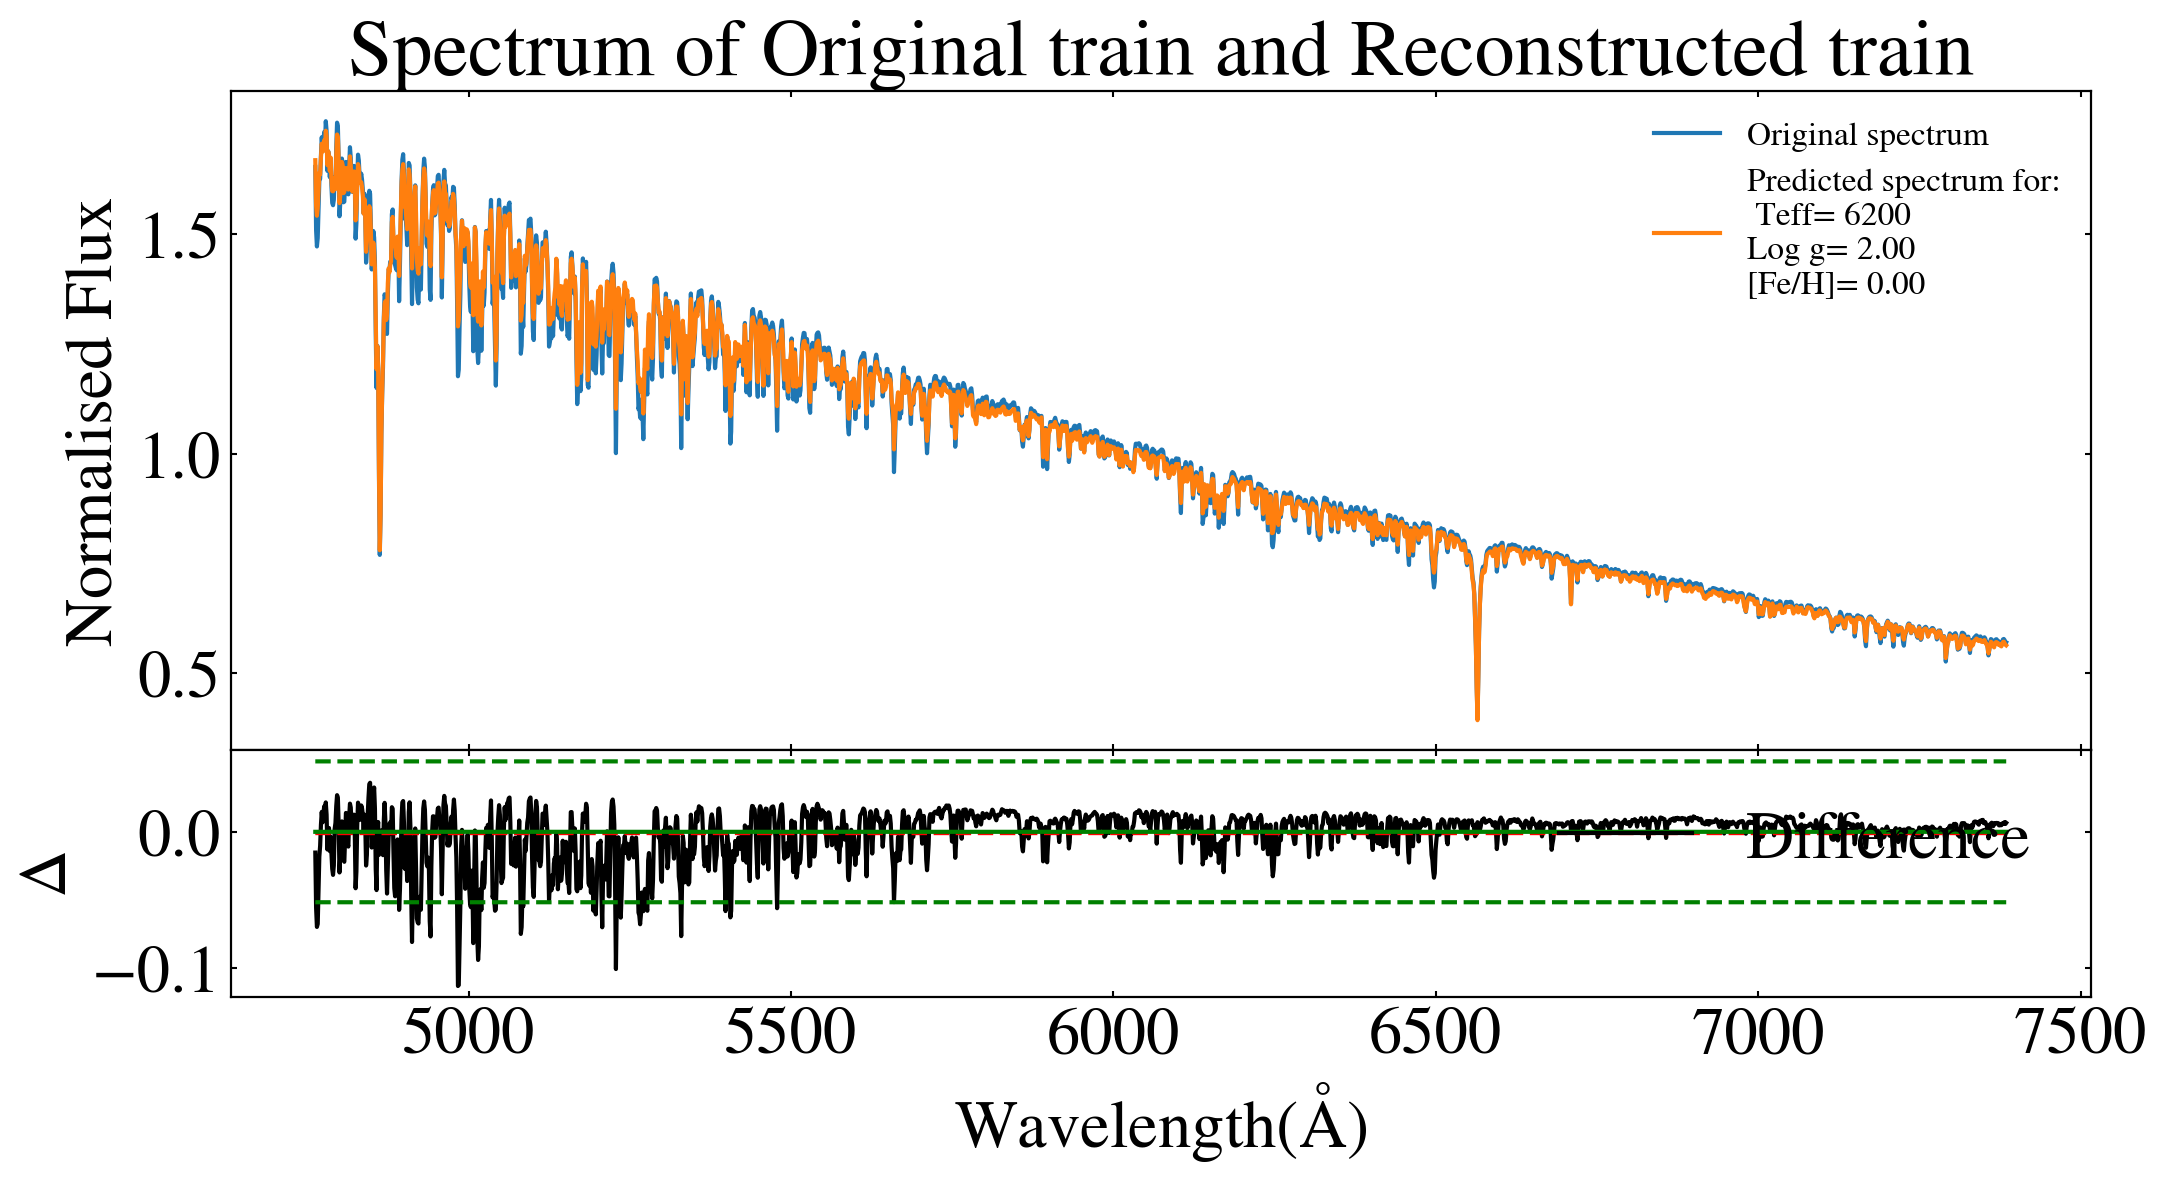 Spectrum of Original train and Reconstructed train
Normalised Flux
1.5
1.0
0.5
Original spectrum
Predicted spectrum for:
Teff= 6200
Log g= 2.00
[Fe/H]= 0.00
Δ
0.0
−0.1
Difference
5000 5500 6000 6500 7000 7500
Wavelength(Å)